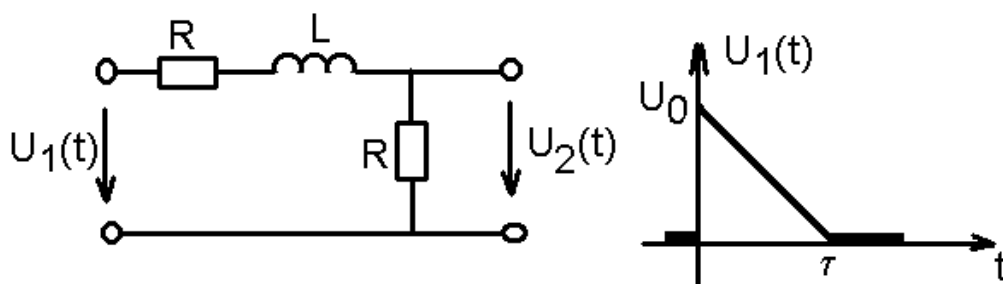 R L
U1(t) R U2(t)
U1(t)
U0
τ t